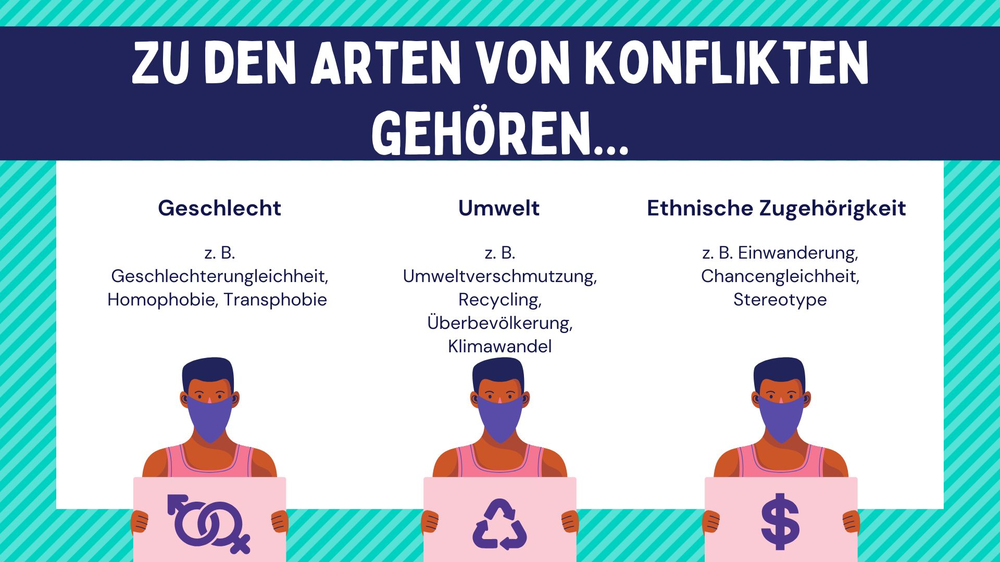 ZU DEN ARTEN VON KONFLIKTEN
GEHÖREN...
Geschlecht
z. B.
Geschlechterungleichheit,
Homophobie, Transphobie
Umwelt
z. B.
Umweltverschmutzung,
Recycling,
Überbevölkerung,
Klimawandel
Ethnische Zugehörigkeit
z. B. Einwanderung,
Chancengleichheit,
Stereotype
$